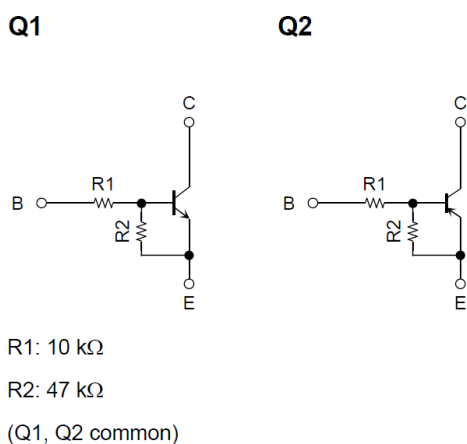 Q1 Q2
C C
R1 R1
B B
R2 R2
E E
R1: 10 kΩ
R2: 47 kΩ
(Q1, Q2 common)